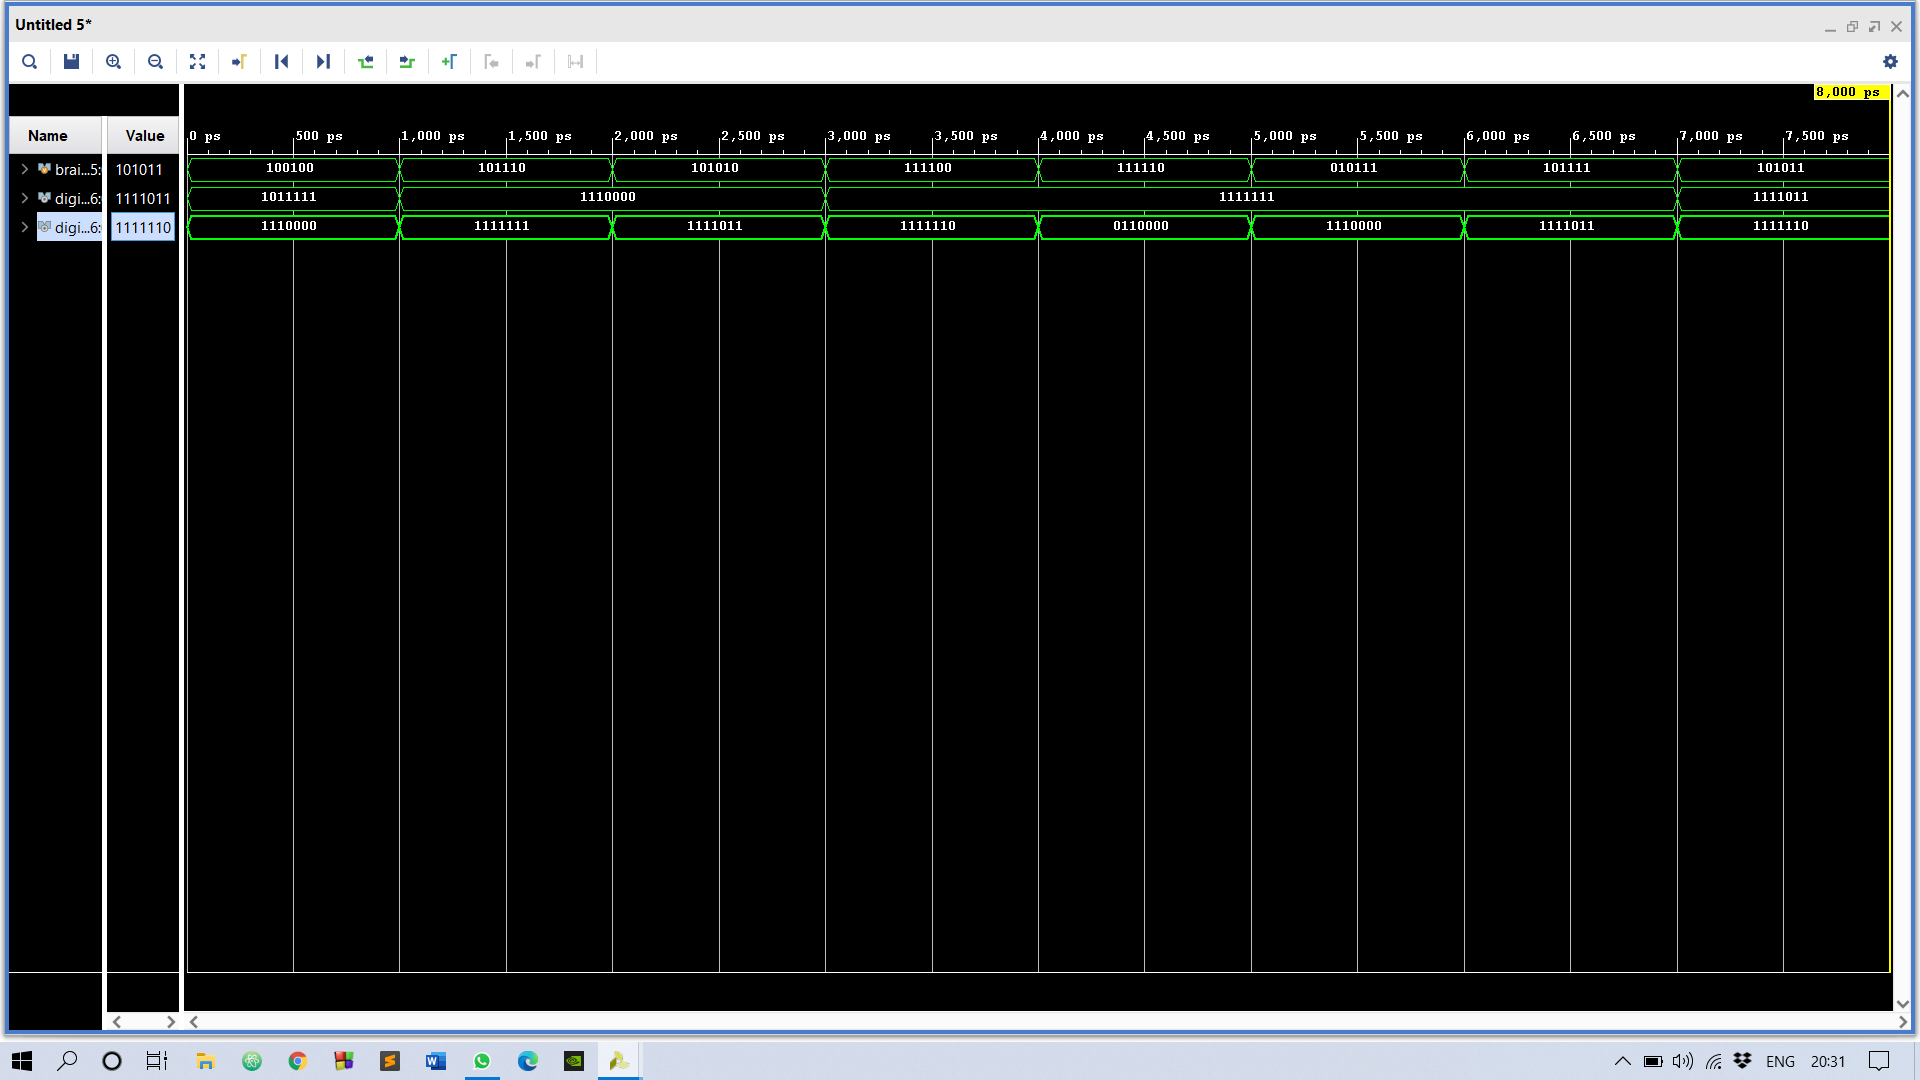 Untitled 5*
8,000 ps
Name Value
0 ps 500 ps 1,000 ps 1,500 ps 2,000 ps 2,500 ps 3,000 ps 3,500 ps 4,000 ps 4,500 ps 5,000 ps 5,500 ps 6,000 ps 6,500 ps 7,000 ps 7,500 ps
brai...5: 101011 100100 101110 101010 111100 111110 010111 101111 101011
digi...6: 1111011 1011111 1110000 1111111 1111011
digi...6: 1111110 1110000 1111111 1111011 1111110 0110000 1110000 1111011 1111110
ENG 20:31